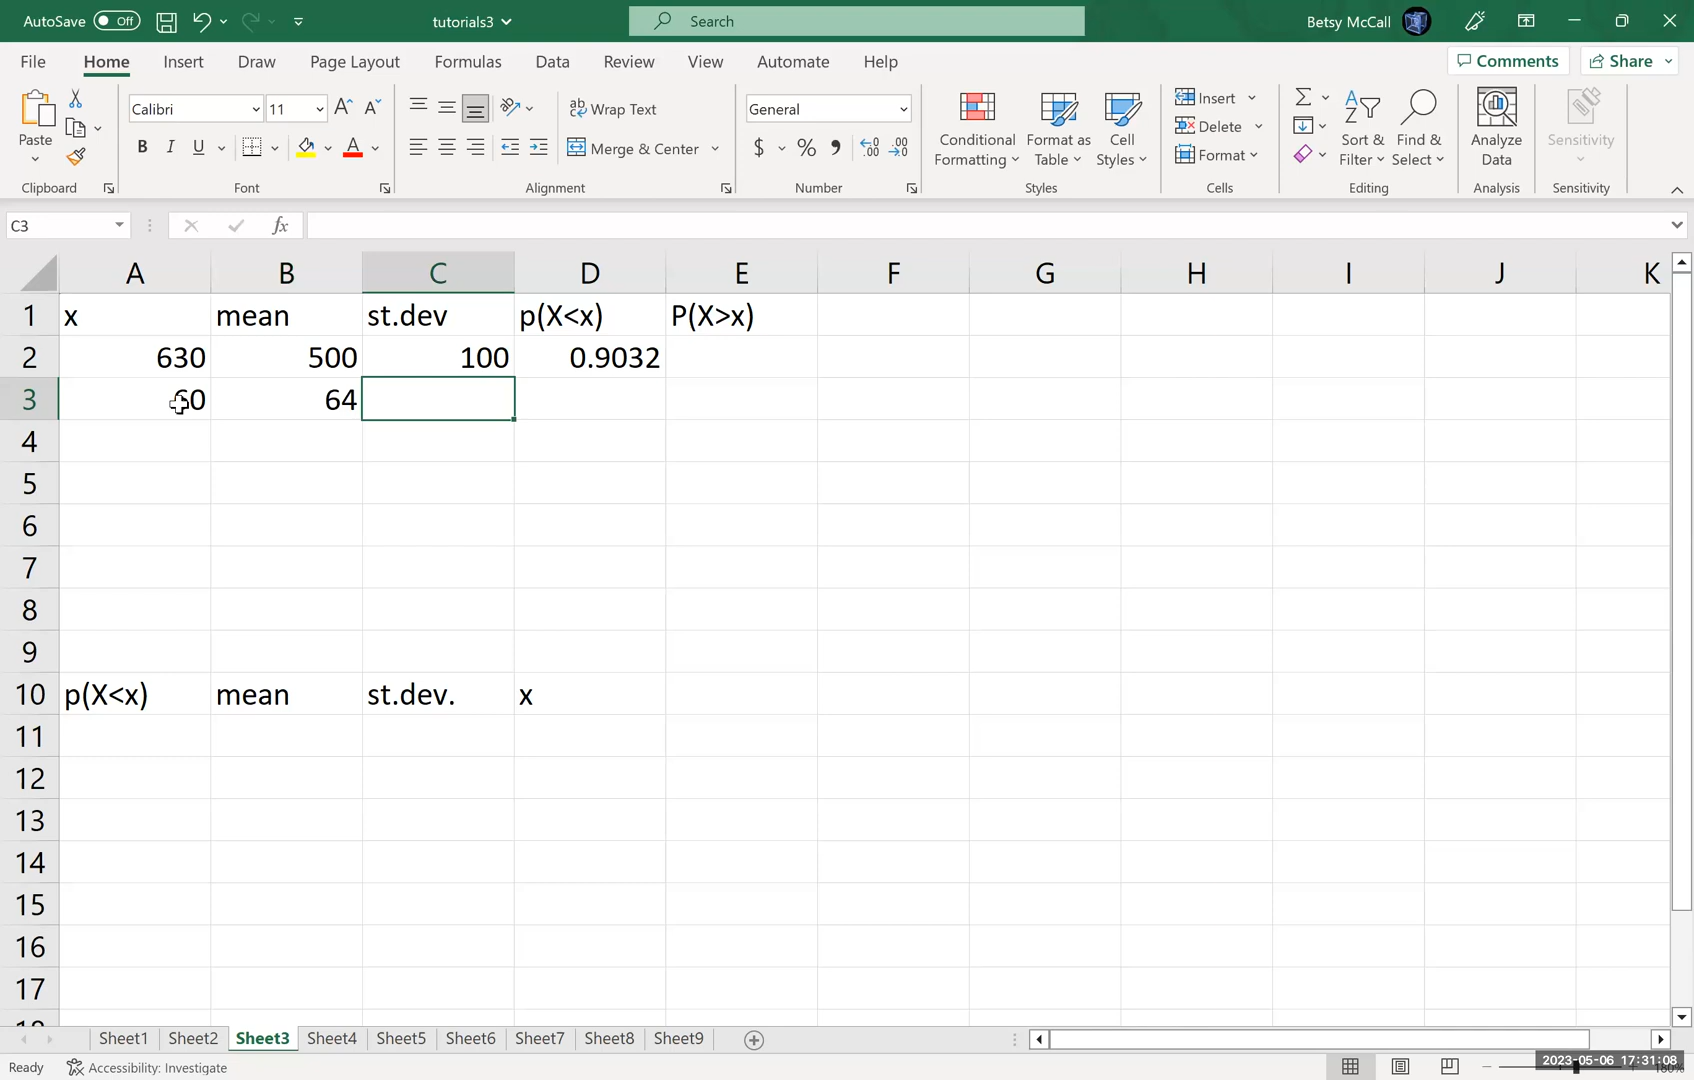 AutoSave Off tutorials3 Search Betsy McCall
File Home Insert Draw Page Layout Formulas Data Review View Automate Help Comments Share
Paste Calibri 11 A A ab Wrap Text General Conditional Formatting Format as Table Cell Styles Insert Sort & Filter Find & Select Analyze Data Sensitivity
B I U A Merge & Center $ % Delete
Format
Clipboard Font Alignment Number Styles Cells Editing Analysis Sensitivity
C3 fx
A B C D E F G H I J K
1 x mean st.dev p(X<x) P(X>x)
2 630 500 100 0.9032
3 60 64
4
5
6
7
8
9
10 p(X<x) mean st.dev. x
11
12
13
14
15
16
17
Sheet1 Sheet2 Sheet3 Sheet4 Sheet5 Sheet6 Sheet7 Sheet8 Sheet9
Ready Accessibility: Investigate 2023-05-06 17:31:08